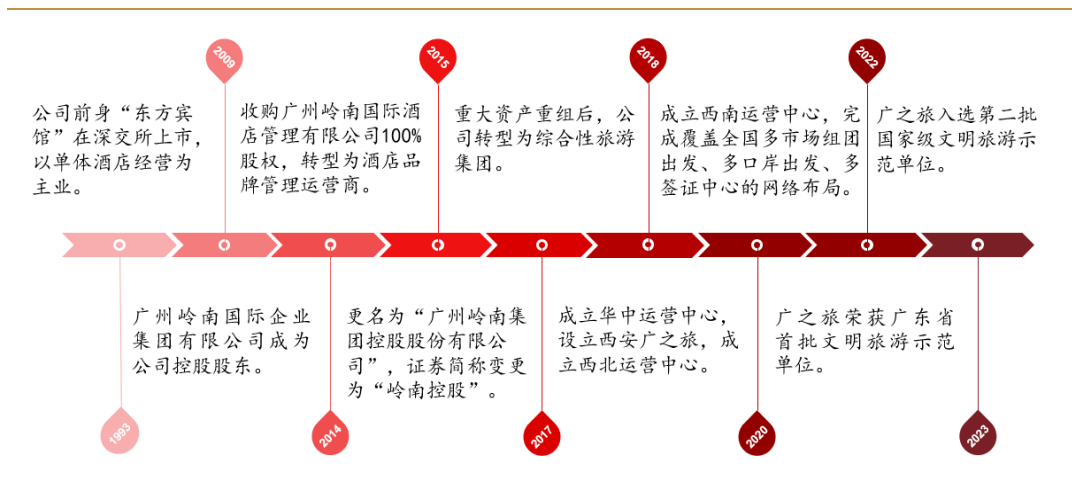 2009
2015
2018
2022
公司前身“东方宾
馆”在深交所上市，
以单体酒店经营为
主业。
收购广州岭南国际酒
店管理有限公司100%
股权，转型为酒店品
牌管理运营商。
重大资产重组后，公
司转型为综合性旅游
集团。
成立西南运营中心，完
成覆盖全国多市场组团
出发、多口岸出发、多
签证中心的网络布局。
广之旅入选第二批
国家级文明旅游示
范单位。
广州岭南国际企业
集团有限公司成为
公司控股股东。
更名为“广州岭南集
团控股股份有限公
司”，证券简称变更
为“岭南控股”。
成立华中运营中心，
设立西安广之旅，成
立西北运营中心。
广之旅荣获广东省
首批文明旅游示范
单位。
1993
2014
2017
2020
2023